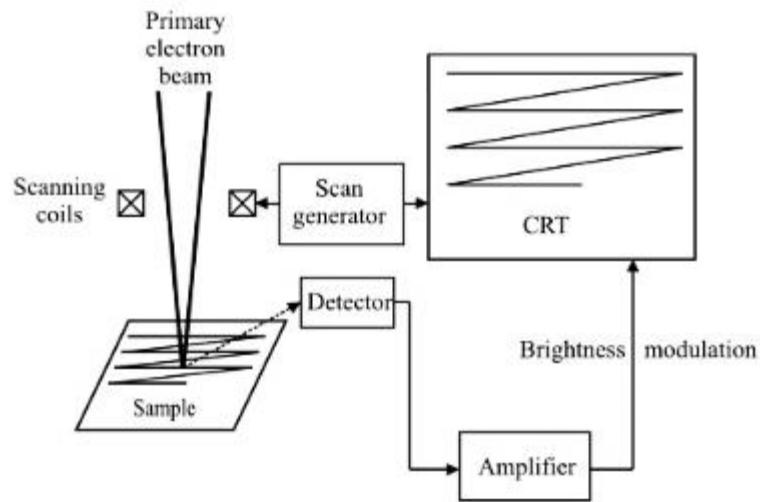 Primary
electron
beam
Scanning
coils
Scan
generator
CRT
Detector
Brightness modulation
Sample
Amplifier